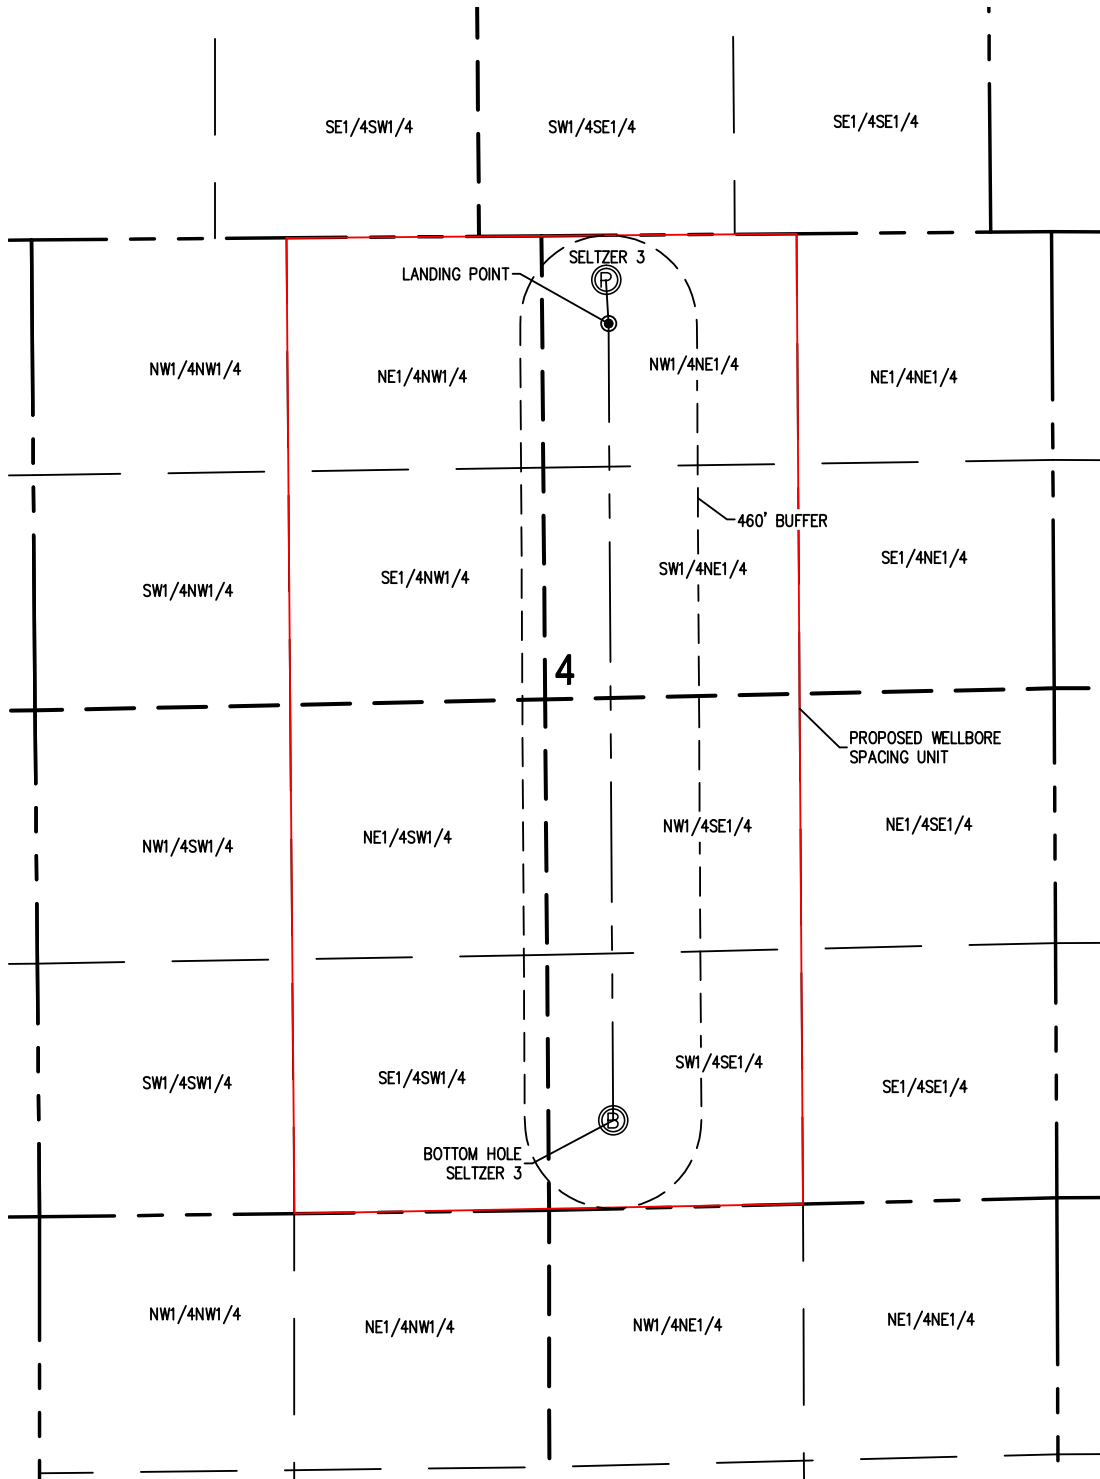 SE1/4SW1/4
SW1/4SE1/4
SE1/4SE1/4
SELTZER 3
LANDING POINT
P
NW1/4NW1/4
NE1/4NW1/4
NW1/4NE1/4
NE1/4NE1/4
460' BUFFER
SW1/4NW1/4
SE1/4NW1/4
SW1/4NE1/4
SE1/4NE1/4
4
PROPOSED WELLBORE
SPACING UNIT
NW1/4SW1/4
NE1/4SW1/4
NW1/4SE1/4
NE1/4SE1/4
SW1/4SW1/4
SE1/4SW1/4
SW1/4SE1/4
SE1/4SE1/4
B
BOTTOM HOLE
SELTZER 3
NW1/4NW1/4
NE1/4NW1/4
NW1/4NE1/4
NE1/4NE1/4